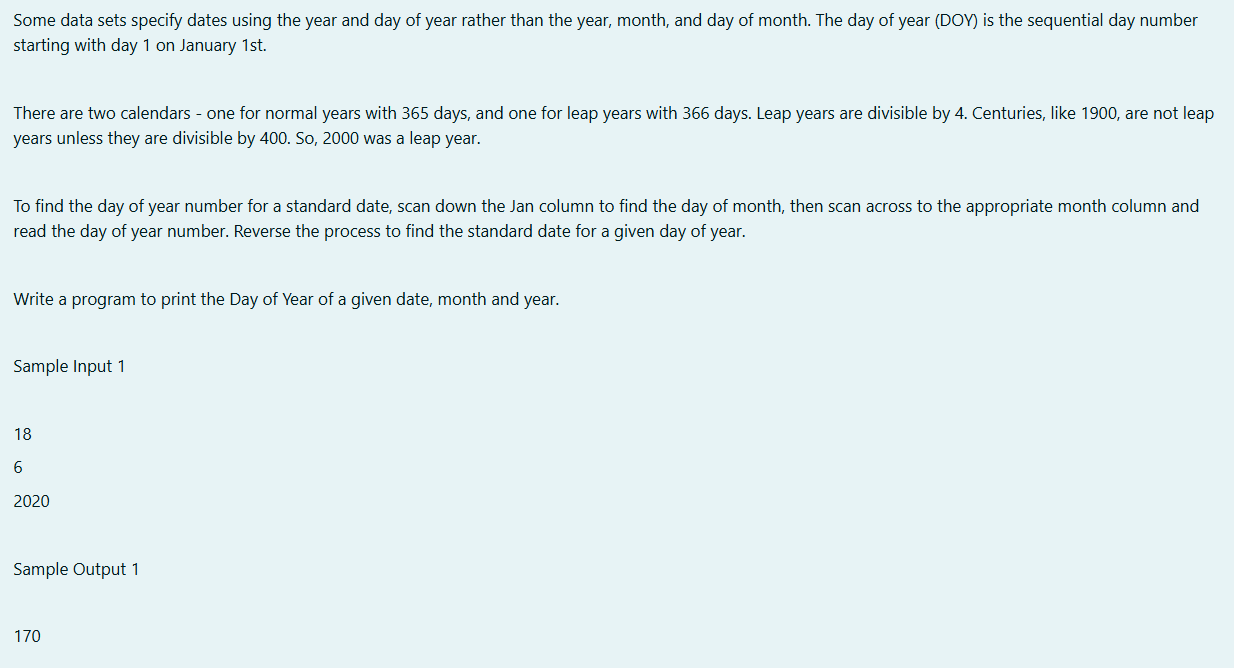 Some data sets specify dates using the year and day of year rather than the year, month, and day of month. The day of year (DOY) is the sequential day number
starting with day 1 on January 1st.
There are two calendars - one for normal years with 365 days, and one for leap years with 366 days. Leap years are divisible by 4. Centuries, like 1900, are not leap
years unless they are divisible by 400. So, 2000 was a leap year.
To find the day of year number for a standard date, scan down the Jan column to find the day of month, then scan across to the appropriate month column and
read the day of year number. Reverse the process to find the standard date for a given day of year.
Write a program to print the Day of Year of a given date, month and year.
Sample Input 1
18
6
2020
Sample Output 1
170